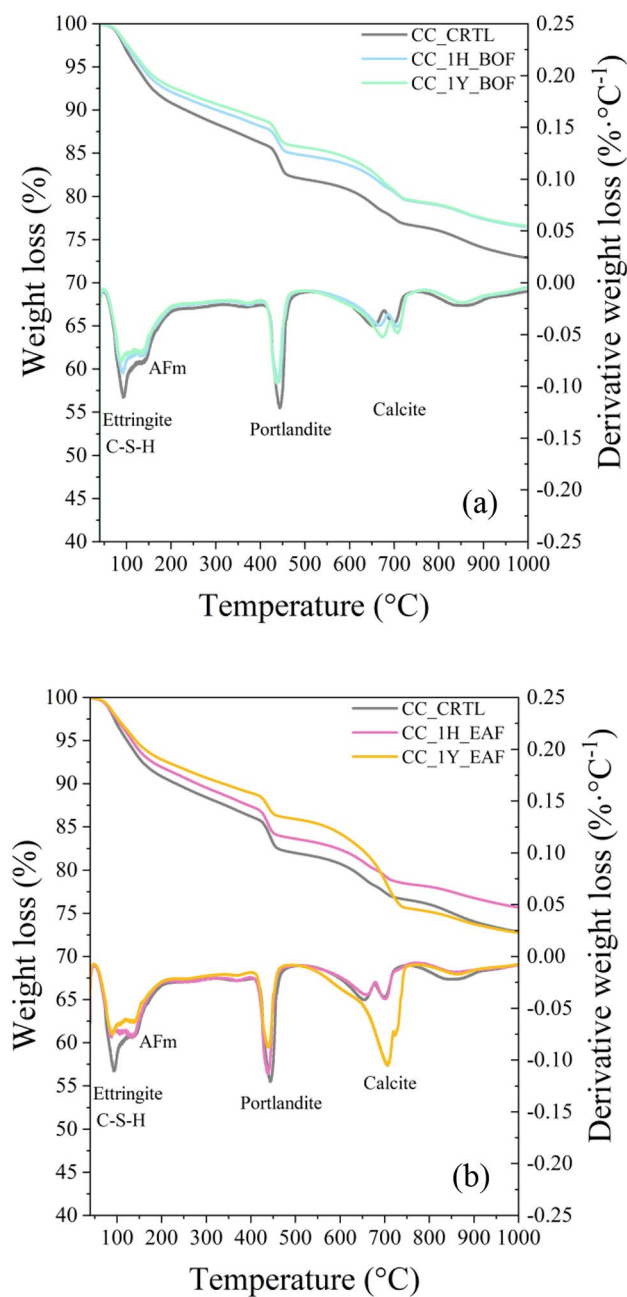 CC_CRTL
CC_1H_BOF
CC_1Y_BOF
Weight loss (%)
100
95
90
85
80
75
70
65
60
55
50
45
40
Derivative weight loss (%·°C⁻¹)
0.25
0.20
0.15
0.10
0.05
0.00
-0.05
-0.10
-0.15
-0.20
-0.25
AFm
Ettringite
C-S-H
Portlandite
Calcite
(a)
100 200 300 400 500 600 700 800 900 1000
Temperature (°C)
CC_CRTL
CC_1H_EAF
CC_1Y_EAF
Weight loss (%)
100
95
90
85
80
75
70
65
60
55
50
45
40
Derivative weight loss (%·°C⁻¹)
0.25
0.20
0.15
0.10
0.05
0.00
-0.05
-0.10
-0.15
-0.20
-0.25
AFm
Ettringite
C-S-H
Portlandite
Calcite
(b)
100 200 300 400 500 600 700 800 900 1000
Temperature (°C)